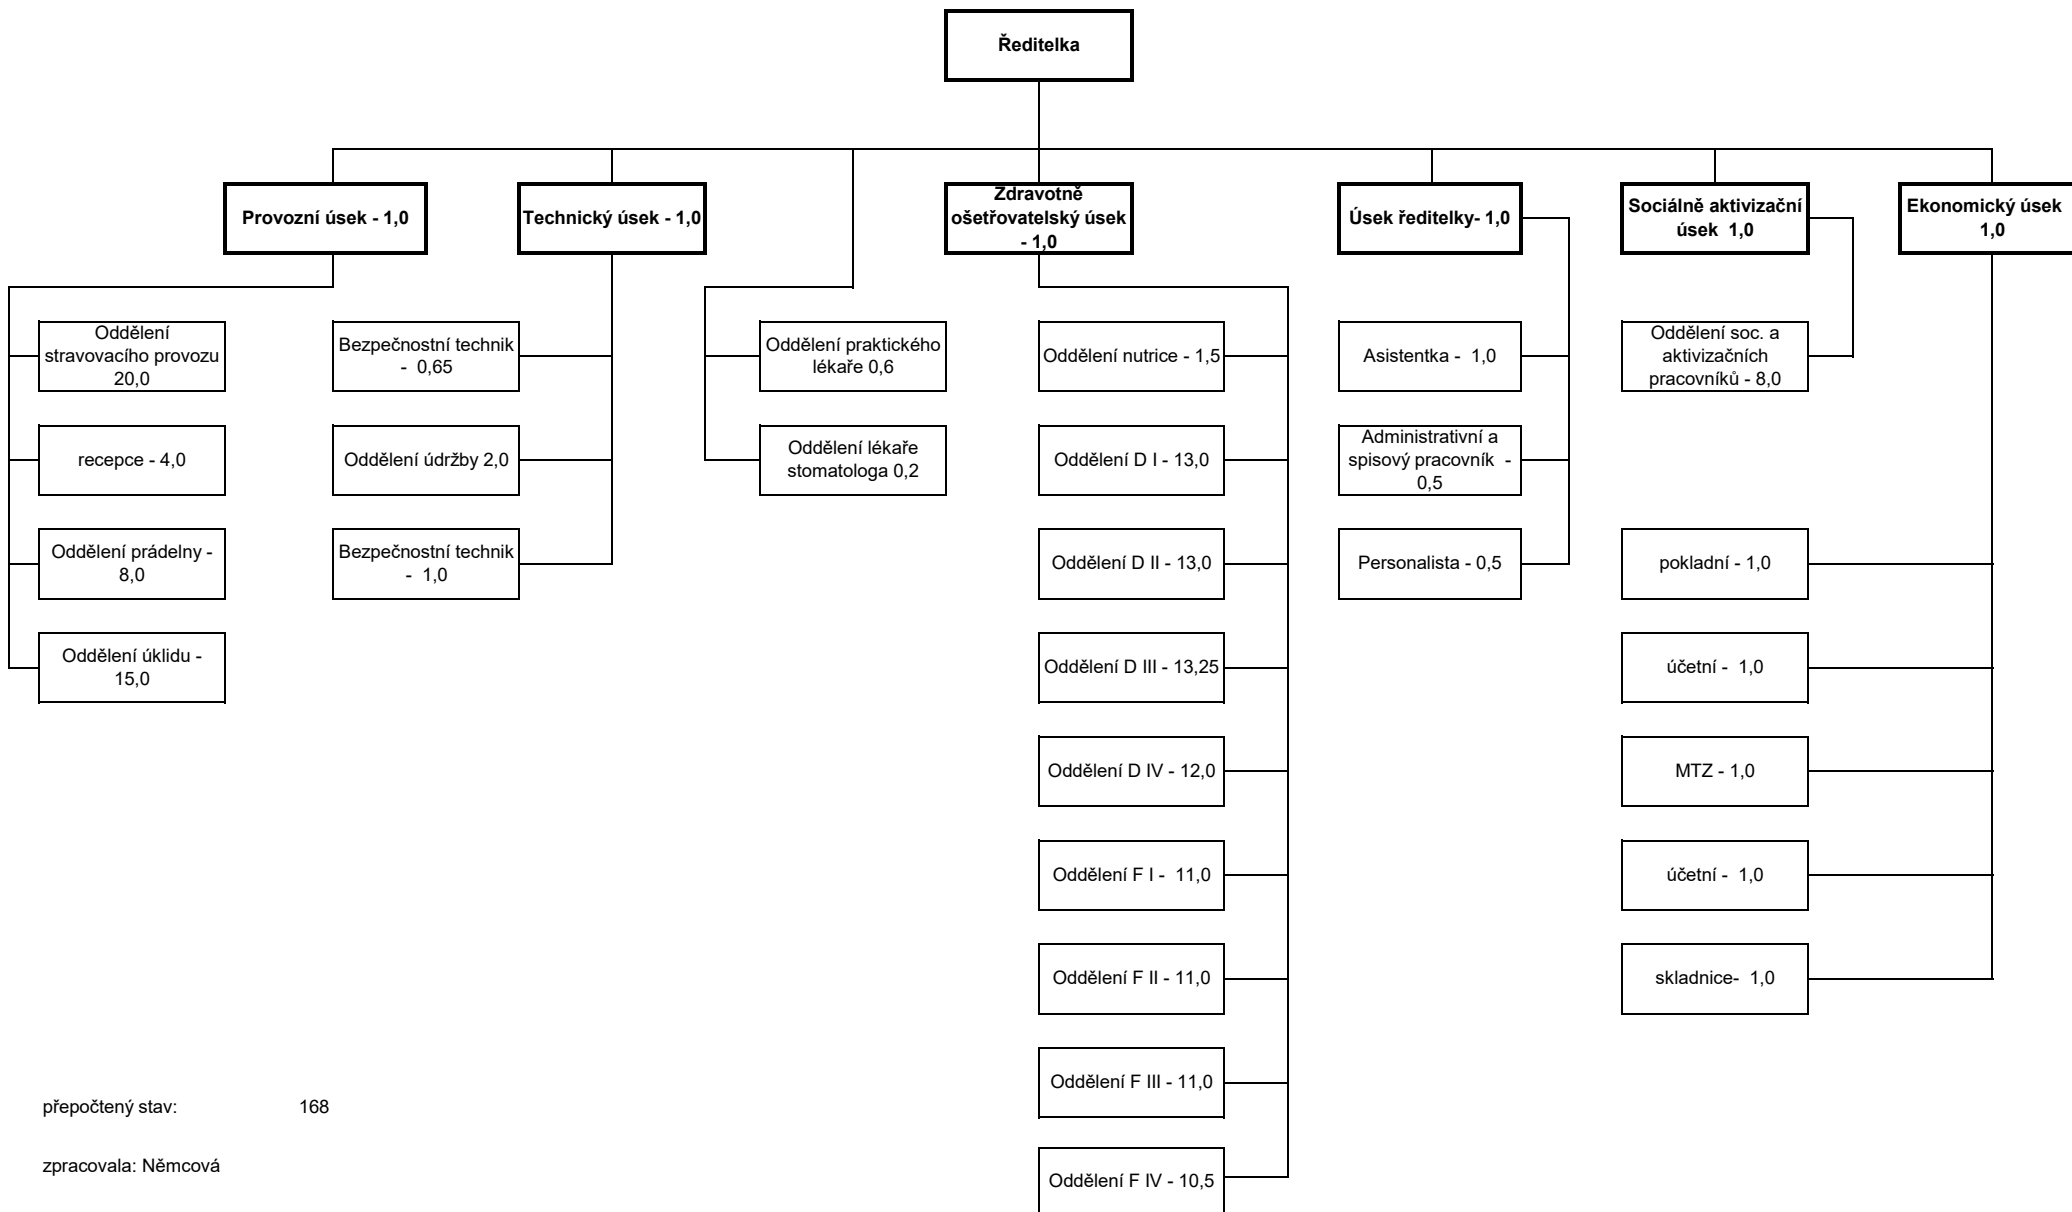 Ředitelka
Provozní úsek - 1,0
Technický úsek - 1,0
Zdravotně
ošetřovatelský úsek
- 1,0
Úsek ředitelky- 1,0
Sociálně aktivizační
úsek 1,0
Ekonomický úsek
1,0
Oddělení
stravovacího provozu
20,0
Bezpečnostní technik
- 0,65
Oddělení praktického
lékaře 0,6
Oddělení nutrice - 1,5
Asistentka - 1,0
Oddělení soc. a
aktivizačních
pracovníků - 8,0
recepce - 4,0
Oddělení údržby 2,0
Oddělení lékaře
stomatologa 0,2
Oddělení D I - 13,0
Administrativní a
spisový pracovník -
0,5
Oddělení prádelny -
8,0
Bezpečnostní technik
- 1,0
Oddělení D II - 13,0
Personalista - 0,5
pokladní - 1,0
Oddělení úklidu -
15,0
Oddělení D III - 13,25
účetní - 1,0
Oddělení D IV - 12,0
MTZ - 1,0
Oddělení F I - 11,0
účetní - 1,0
Oddělení F II - 11,0
skladnice- 1,0
Oddělení F III - 11,0
přepočtený stav: 168
zpracovala: Němcová
Oddělení F IV - 10,5